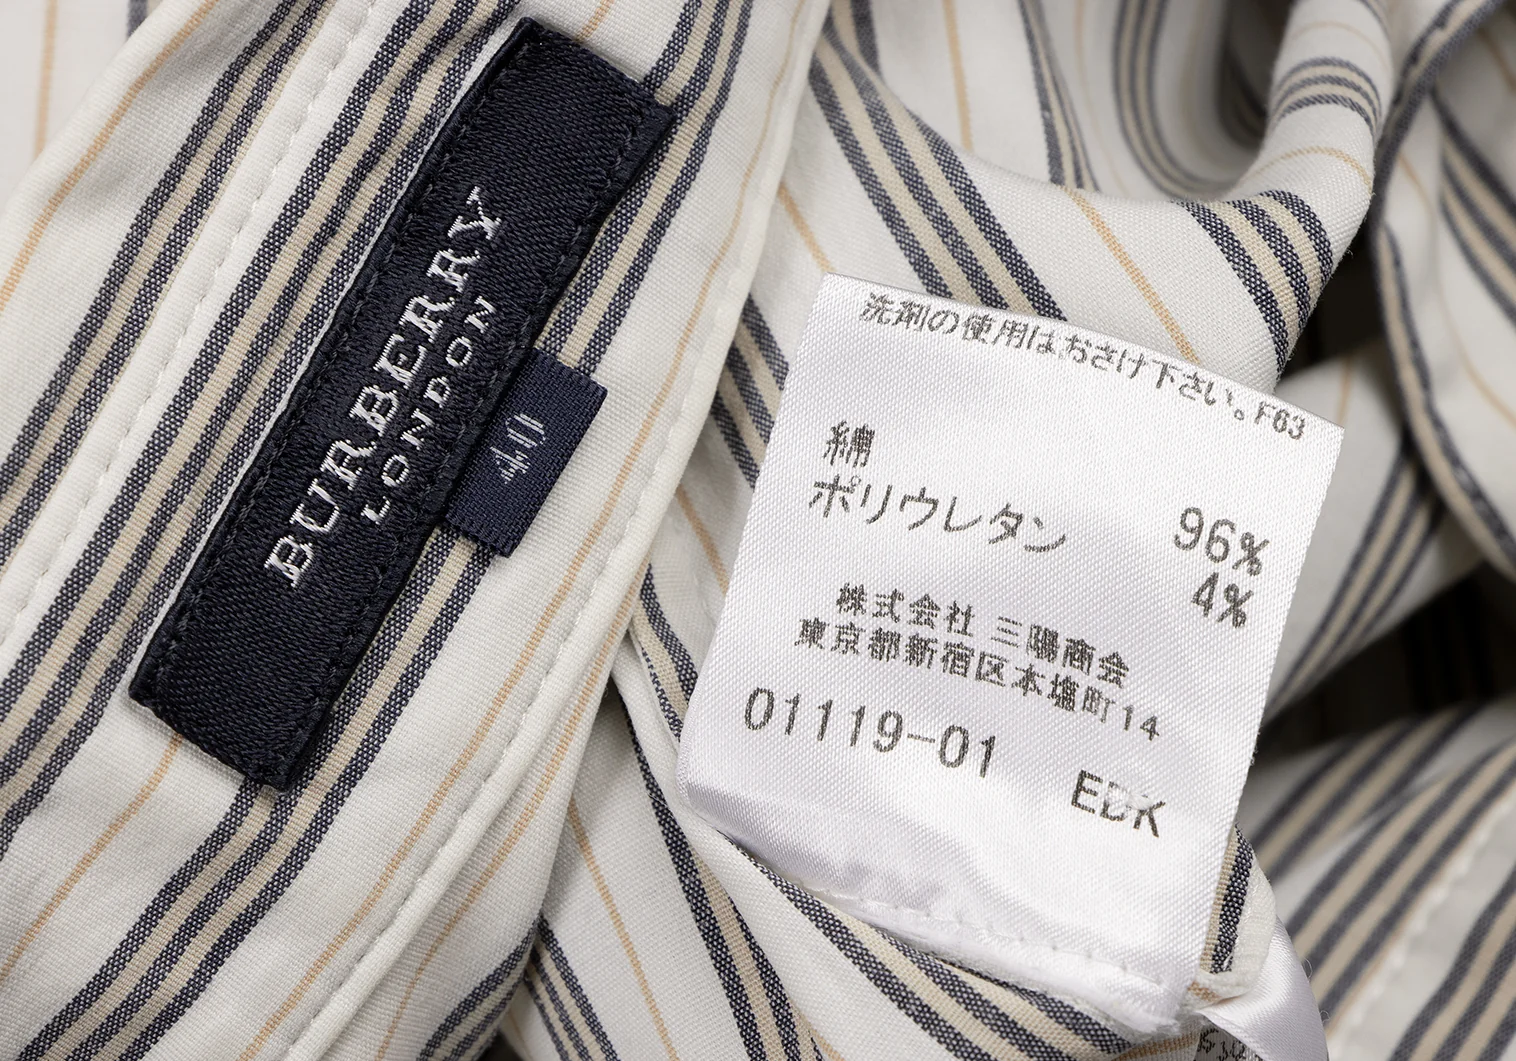 BURBERRY
LONDON
40
洗剤の使用はおさけ下さい。F63
綿 96%
ポリウレタン 4%
株式会社 三陽商会
東京都新宿区本塩町14
01119-01 EDK